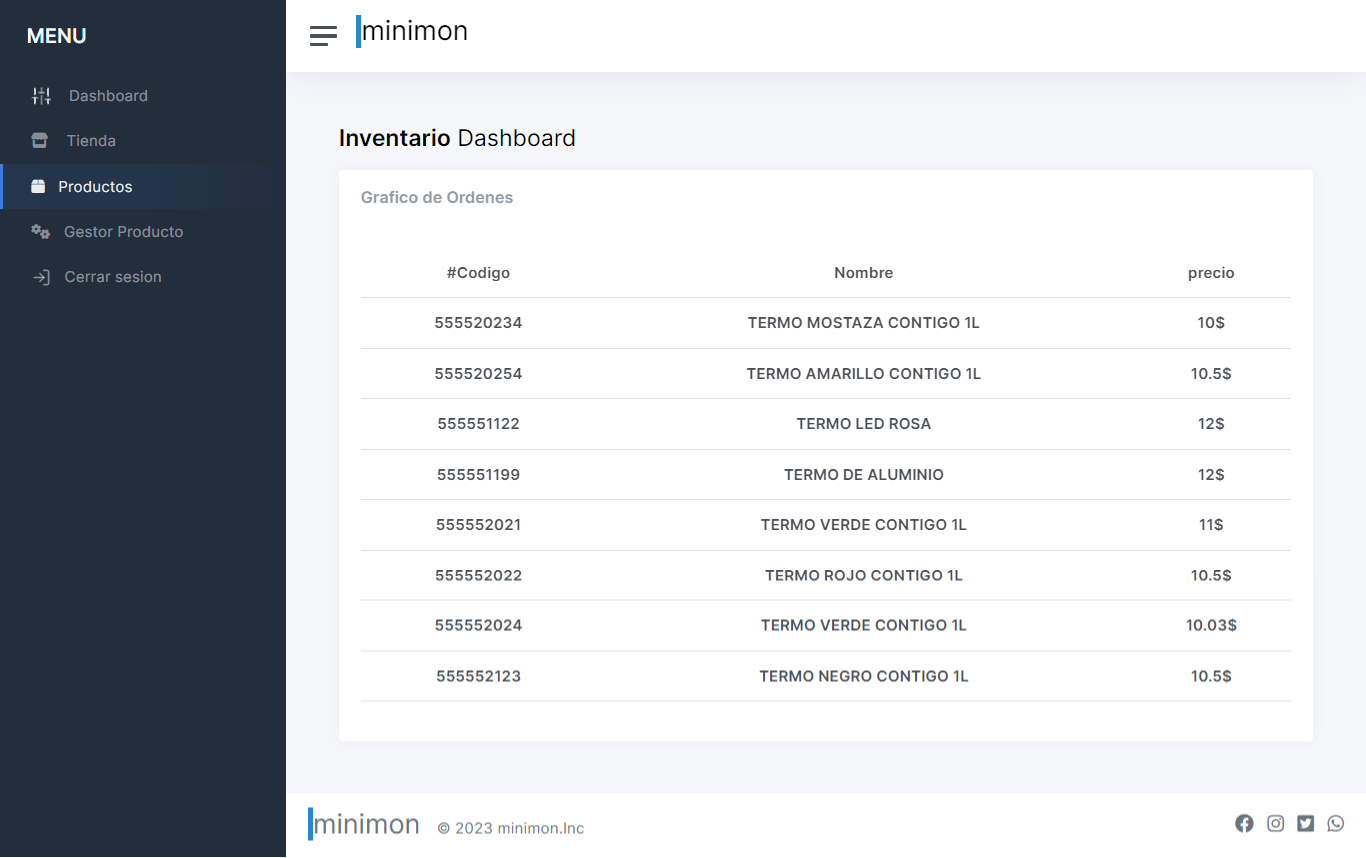 MENU
Dashboard
Tienda
Productos
Gestor Producto
Cerrar sesion
minimon
Inventario Dashboard
Grafico de Ordenes
#Codigo Nombre precio
555520234 TERMO MOSTAZA CONTIGO 1L 10$
555520254 TERMO AMARILLO CONTIGO 1L 10.5$
555551122 TERMO LED ROSA 12$
555551199 TERMO DE ALUMINIO 12$
555552021 TERMO VERDE CONTIGO 1L 11$
555552022 TERMO ROJO CONTIGO 1L 10.5$
555552024 TERMO VERDE CONTIGO 1L 10.03$
555552123 TERMO NEGRO CONTIGO 1L 10.5$
minimon © 2023 minimon.Inc